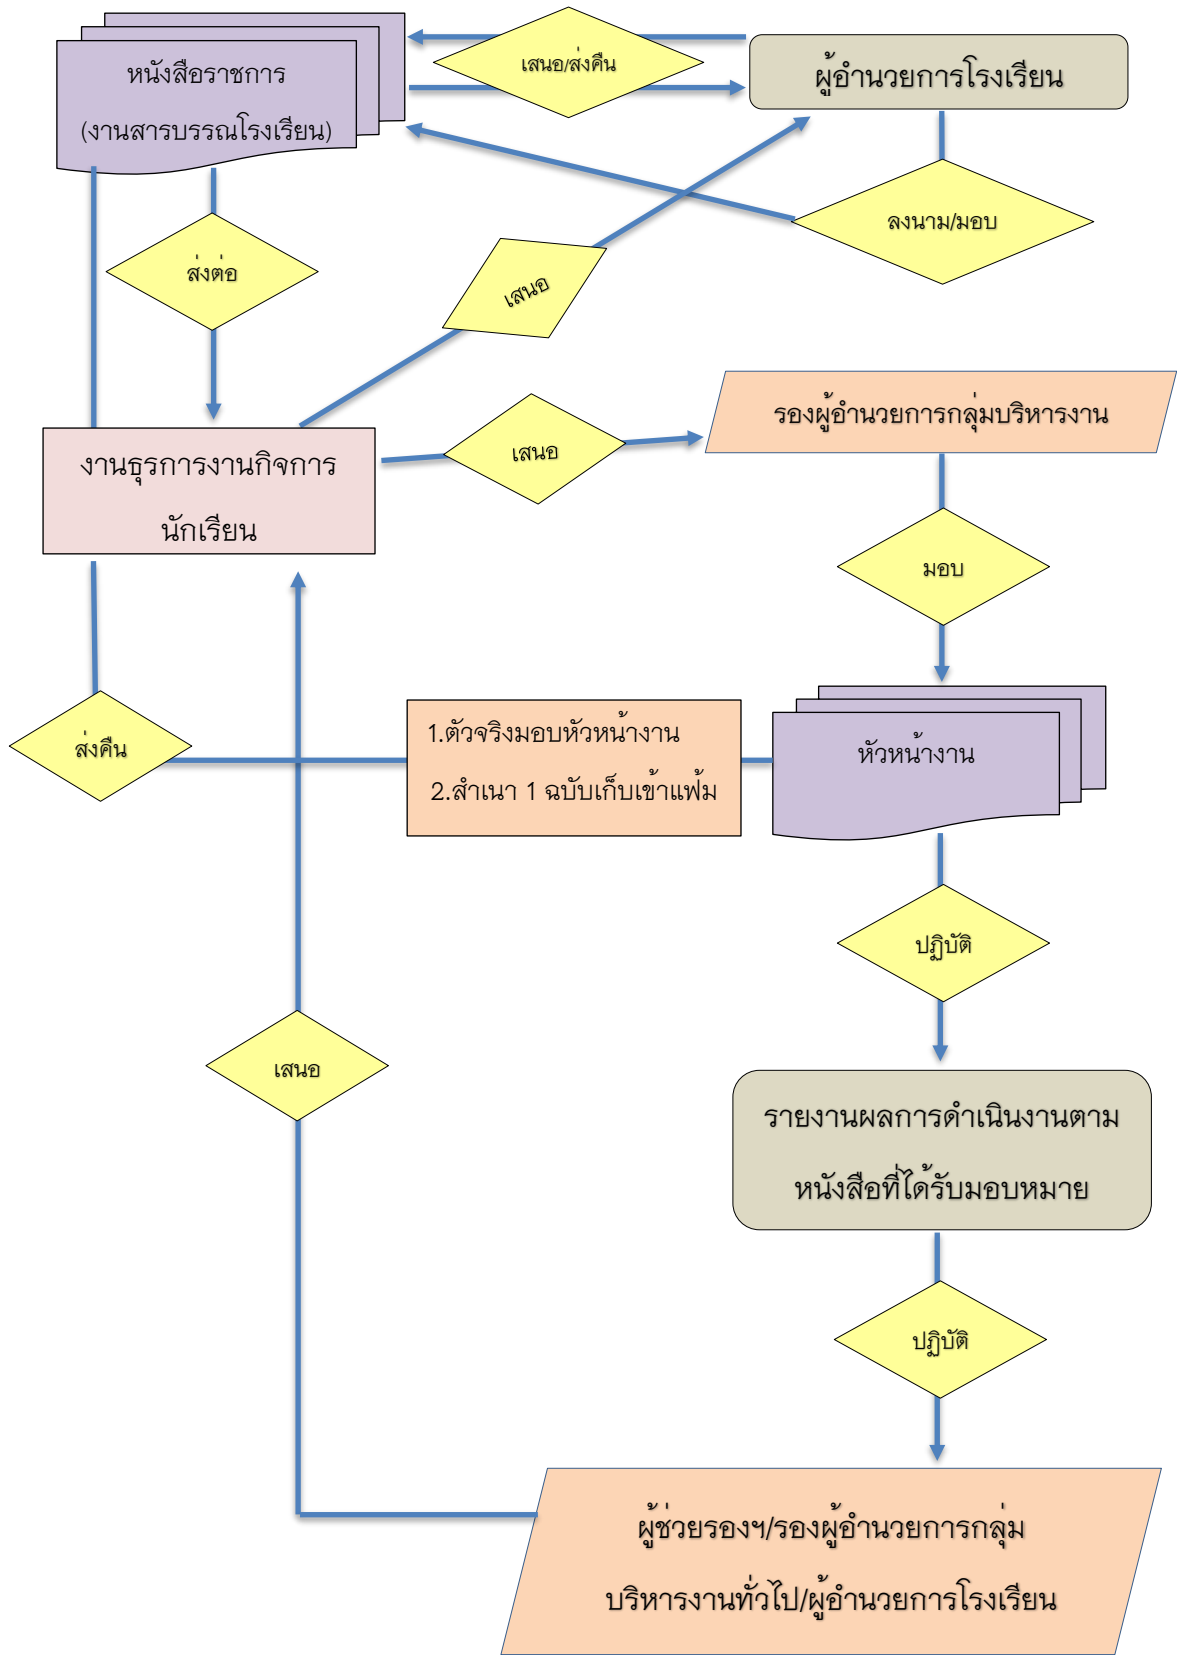 หนังสือราชการ
(งานสารบรรณโรงเรียน)
เสนอ/ส่งคืน
ผู้อำนวยการโรงเรียน
ลงนาม/มอบ
ส่งต่อ
เสนอ
รองผู้อำนวยการกลุ่มบริหารงาน
งานธุรการงานกิจการ
นักเรียน
เสนอ
มอบ
ส่งคืน
1.ตัวจริงมอบหัวหน้างาน
2.สำเนา 1 ฉบับเก็บเข้าแฟ้ม
หัวหน้างาน
ปฏิบัติ
เสนอ
รายงานผลการดำเนินงานตาม
หนังสือที่ได้รับมอบหมาย
ปฏิบัติ
ผู้ช่วยรองฯ/รองผู้อำนวยการกลุ่ม
บริหารงานทั่วไป/ผู้อำนวยการโรงเรียน